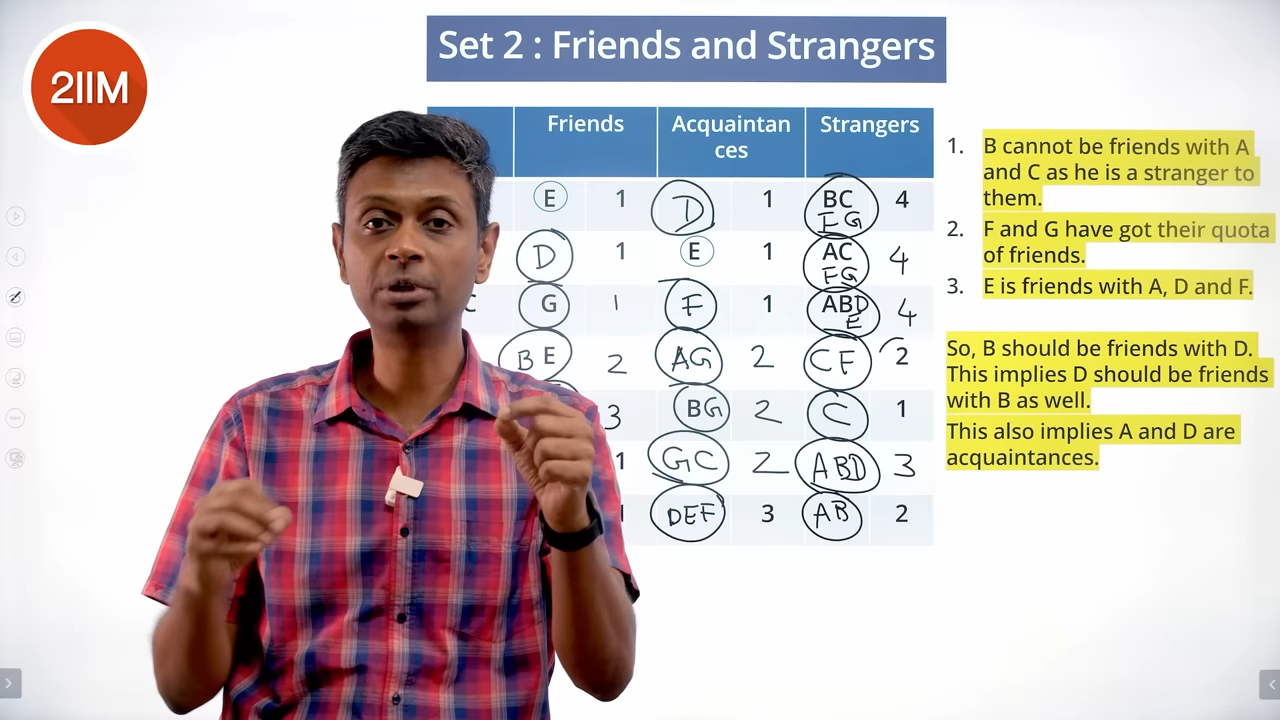 2IIM
Set 2 : Friends and Strangers
Friends Acquaintan Strangers
ces
E 1 D 1 BC 4
FG
D 1 E 1 AC 4
FG
C G 1 F 1 ABD 4
E
B E 2 AG 2 CF 2
3 BG 2 C 1
1 GC 2 ABD 3
1 DEF 3 AB 2
1. B cannot be friends with A
and C as he is a stranger to
them.
2. F and G have got their quota
of friends.
3. E is friends with A, D and F.
So, B should be friends with D.
This implies D should be friends
with B as well.
This also implies A and D are
acquaintances.